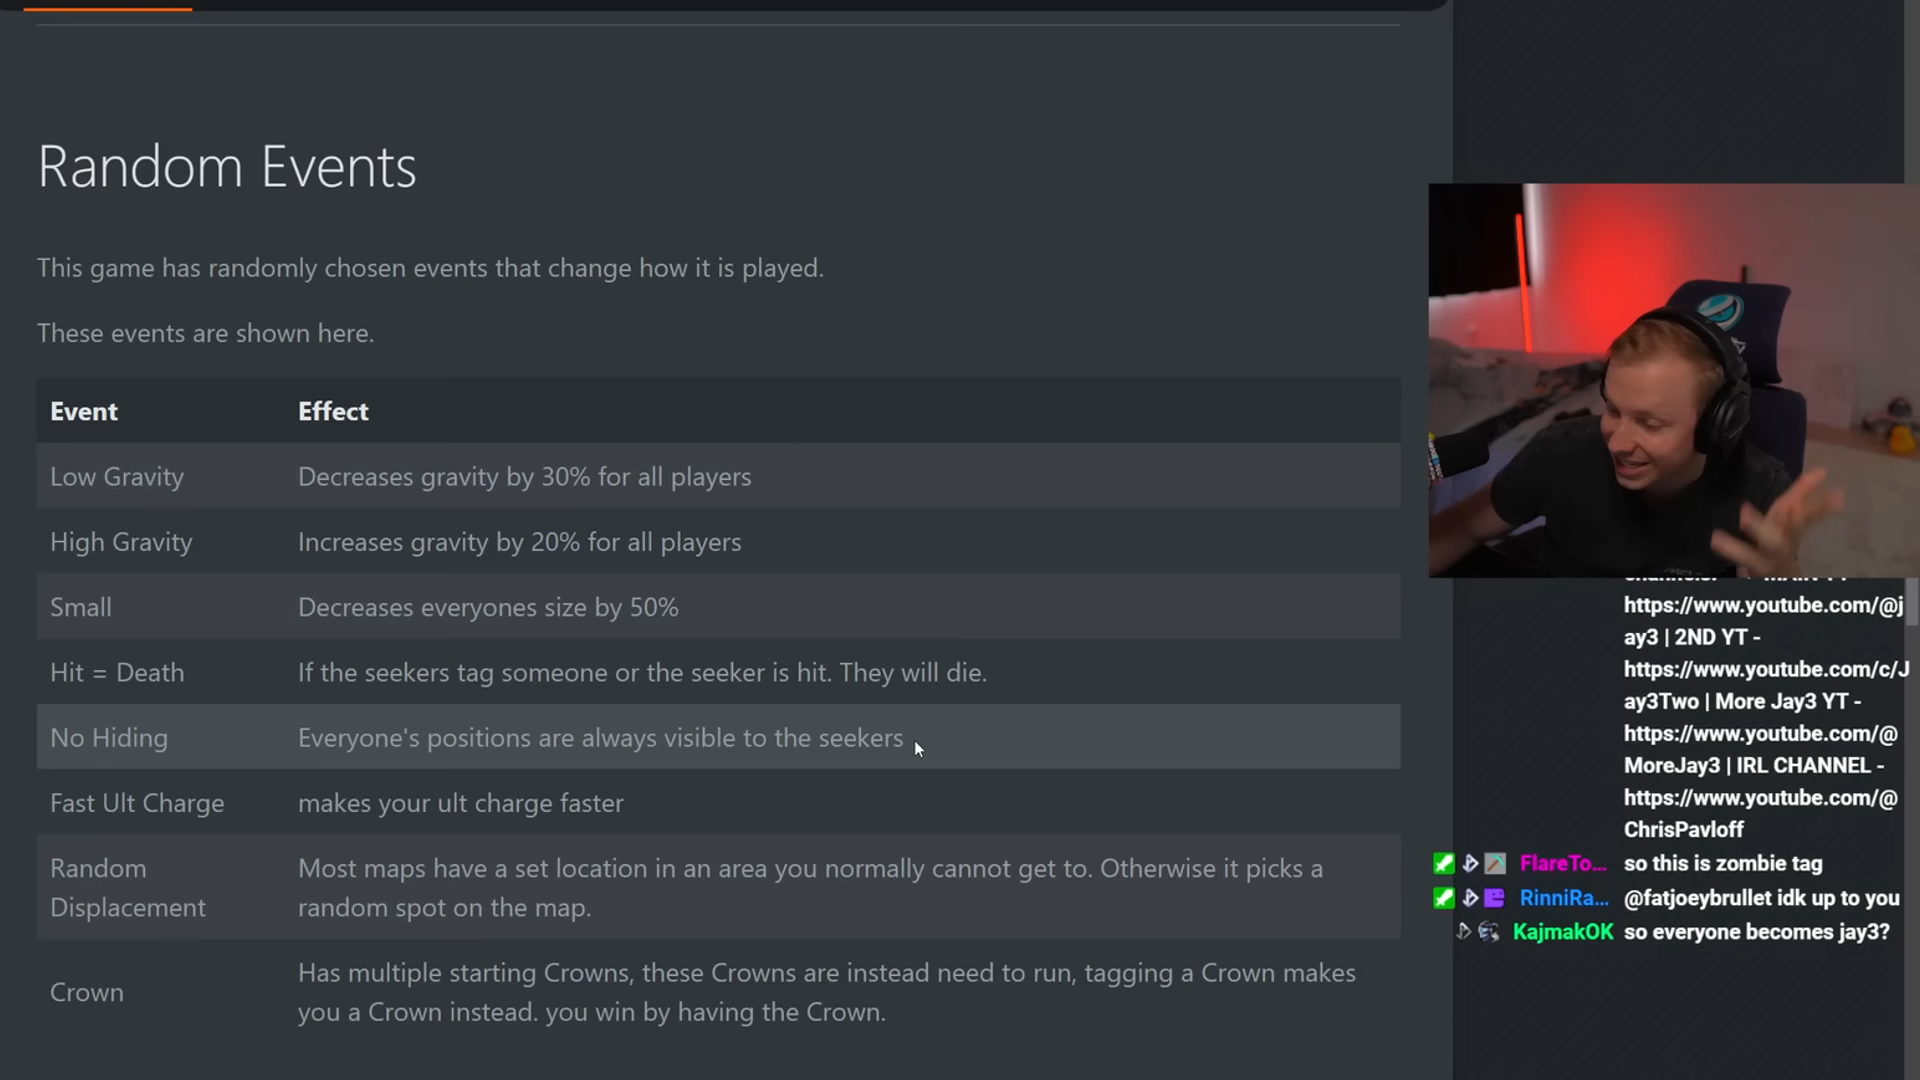 Random Events
This game has randomly chosen events that change how it is played.
These events are shown here.
Event Effect
Low Gravity Decreases gravity by 30% for all players
High Gravity Increases gravity by 20% for all players
Small Decreases everyones size by 50%
Hit = Death If the seekers tag someone or the seeker is hit. They will die.
No Hiding Everyone's positions are always visible to the seekers
Fast Ult Charge makes your ult charge faster
Random Displacement Most maps have a set location in an area you normally cannot get to. Otherwise it picks a
random spot on the map.
Crown Has multiple starting Crowns, these Crowns are instead need to run, tagging a Crown makes
you a Crown instead. you win by having the Crown.
https://www.youtube.com/@j
ay3 | 2ND YT -
https://www.youtube.com/c/J
ay3Two | More Jay3 YT -
https://www.youtube.com/@
MoreJay3 | IRL CHANNEL -
https://www.youtube.com/@
ChrisPavloff
FlareTo... so this is zombie tag
RinniRa... @fatjoeybrullet idk up to you
KajmakOK so everyone becomes jay3?